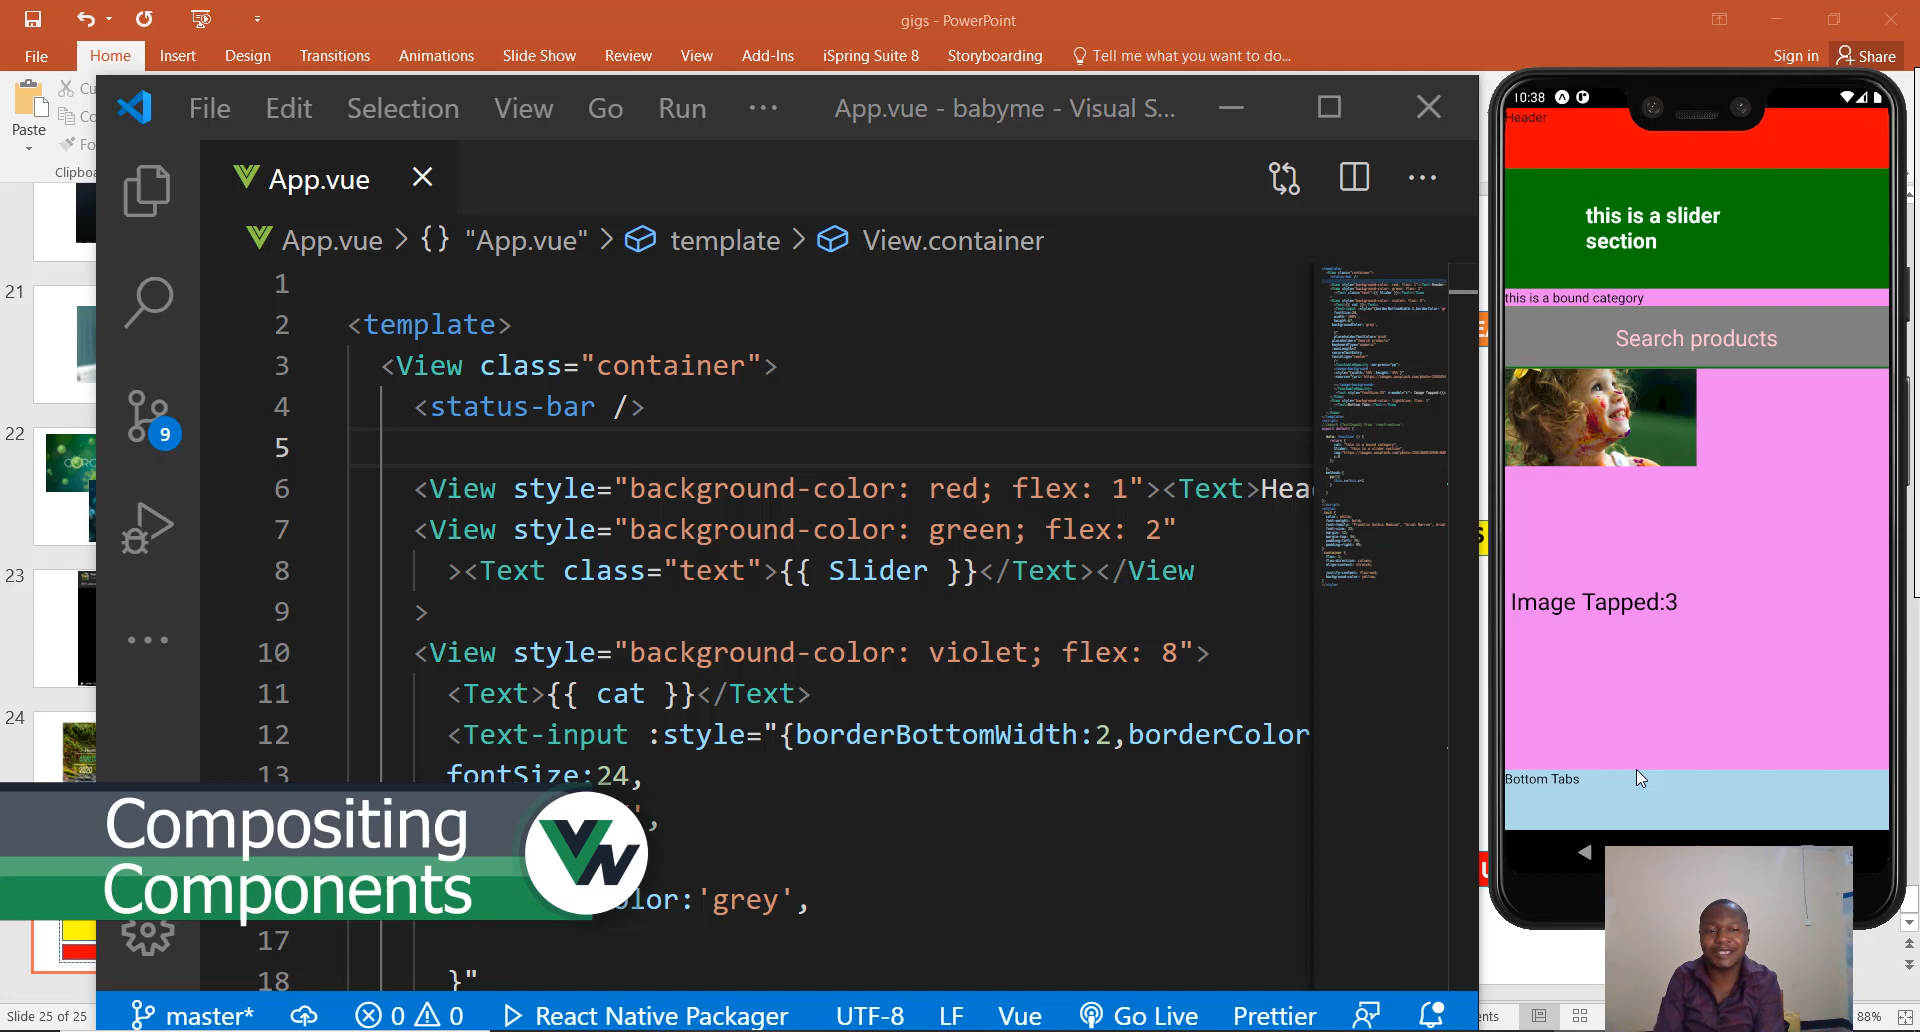 gigs - PowerPoint
File Home Insert Design Transitions Animations Slide Show Review View Add-Ins iSpring Suite 8 Storyboarding Tell me what you want to do... Sign in Share
Paste
Clipboa
21
22
23
24
File Edit Selection View Go Run ... App.vue - babyme - Visual S...
App.vue
App.vue > {} "App.vue" > template > View.container
1
2 <template>
3 <View class="container">
4 <status-bar />
5
6 <View style="background-color: red; flex: 1"><Text>Hea
7 <View style="background-color: green; flex: 2"
8 ><Text class="text">{{ Slider }}</Text></View
9 >
10 <View style="background-color: violet; flex: 8">
11 <Text>{{ cat }}</Text>
12 <Text-input :style="{borderBottomWidth:2,borderColor
13 fontSize:24,
',
lor:'grey',
17
18 }"
9
Compositing
Components
VN
master* 0 0 React Native Packager UTF-8 LF Vue Go Live Prettier
Slide 25 of 25
88%
10:38
Header
this is a slider
section
this is a bound category
Search products
Image Tapped:3
Bottom Tabs